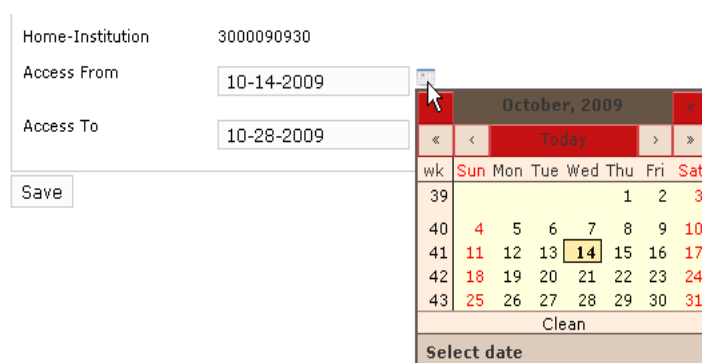 Home-Institution 3000090930
Access From 10-14-2009
Access To 10-28-2009
Save
October, 2009 ×
« ‹ Today › »
wk Sun Mon Tue Wed Thu Fri Sat
39 1 2 3
40 4 5 6 7 8 9 10
41 11 12 13 14 15 16 17
42 18 19 20 21 22 23 24
43 25 26 27 28 29 30 31
Clean
Select date